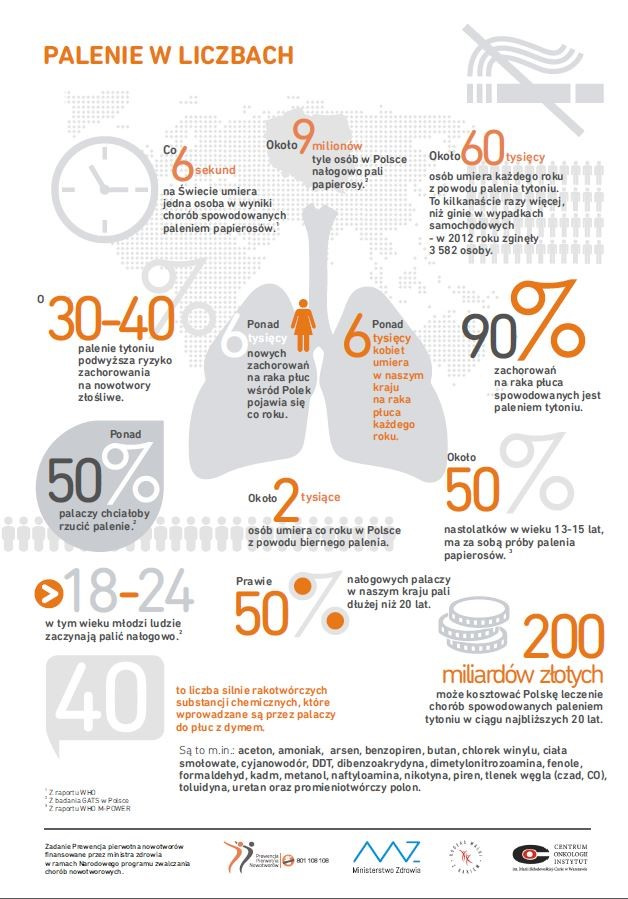 PALENIE W LICZBACH
Co
6 sekund
na Świecie umiera
jedna osoba w wyniki
chorób spowodowanych
paleniem papierosów.1
Około 9 milionów
tyle osób w Polsce
nałogowo pali
papierosy.2
Około 60 tysięcy
osób umiera każdego roku
z powodu palenia tytoniu.
To kilkanaście razy więcej,
niż ginie w wypadkach
samochodowych
- w 2012 roku zginęły
3 582 osoby.
O 30-40%
palenie tytoniu
podwyższa ryzyko
zachorowania
na nowotwory
złośliwe.
6 Ponad
tysięcy
nowych
zachorowań
na raka płuc
wśród Polek
pojawia się
co roku.
6 Ponad
tysięcy
kobiet
umiera
w naszym
kraju
na raka
płuca
każdego
roku.
90%
zachorowań
na raka płuca
spowodowanych jest
paleniem tytoniu.
Ponad
50%
palaczy chciałoby
rzucić palenie.2
Około 2 tysiące
osób umiera co roku w Polsce
z powodu biernego palenia.
Około
50%
nastolatków w wieku 13-15 lat,
ma za sobą próby palenia
papierosów. 3
18-24
w tym wieku młodzi ludzie
zaczynają palić nałogowo.2
Prawie
50%
nałogowych palaczy
w naszym kraju pali
dłużej niż 20 lat.
200
miliardów złotych
może kosztować Polskę leczenie
chorób spowodowanych paleniem
tytoniu w ciągu najbliższych 20 lat.
40
to liczba silnie rakotwórczych
substancji chemicznych, które
wprowadzane są przez palaczy
do płuc z dymem.
Są to m.in.: aceton, amoniak, arsen, benzopiren, butan, chlorek winylu, ciała
smołowate, cyjanowodór, DDT, dibenzoakrydyna, dimetylonitrozoamina, fenole,
formaldehyd, kadm, metanol, naftyloamina, nikotyna, piren, tlenek węgla (czad, CO),
toluidyna, uretan oraz promieniotwórczy polon.
1 Z raportu WHO
2 Z badania GATS w Polsce
3 Z raportu WHO M-POWER
Zadanie Prewencja pierwotna nowotworów
finansowane przez ministra zdrowia
w ramach Narodowego programu zwalczania
chorób nowotworowych.
Prewencja
Pierwotna
Nowotworów
801 108 108
Ministerstwo Zdrowia
CENTRUM
ONKOLOGII
INSTYTUT
im. Marii Skłodowskiej-Curie w Warszawie